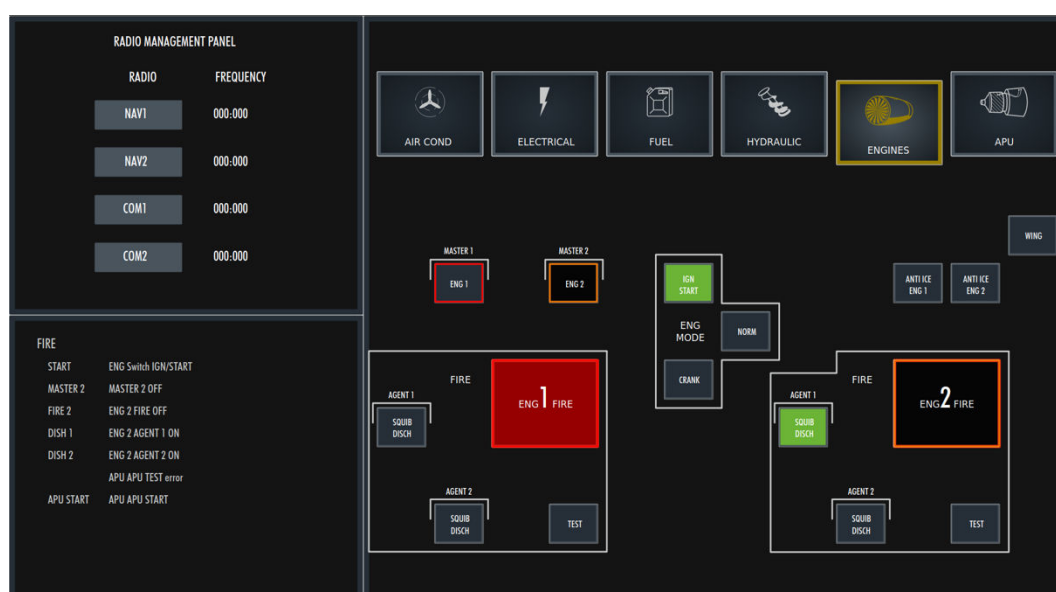 RADIO MANAGEMENT PANEL
RADIO FREQUENCY
NAV1 000:000
NAV2 000:000
COM1 000:000
COM2 000:000
FIRE
START ENG Switch IGN/START
MASTER 2 MASTER 2 OFF
FIRE 2 ENG 2 FIRE OFF
DISH 1 ENG 2 AGENT 1 ON
DISH 2 ENG 2 AGENT 2 ON
APU APU TEST error
APU START APU APU START
AIR COND
ELECTRICAL
FUEL
HYDRAULIC
ENGINES
APU
WING
MASTER 1
ENG 1
MASTER 2
ENG 2
IGN
START
ENG
MODE
NORM
CRANK
ANTI ICE
ENG 1
ANTI ICE
ENG 2
FIRE
AGENT 1
SQUIB
DISCH
ENG 1 FIRE
AGENT 2
SQUIB
DISCH
TEST
FIRE
AGENT 1
SQUIB
DISCH
ENG 2 FIRE
AGENT 2
SQUIB
DISCH
TEST